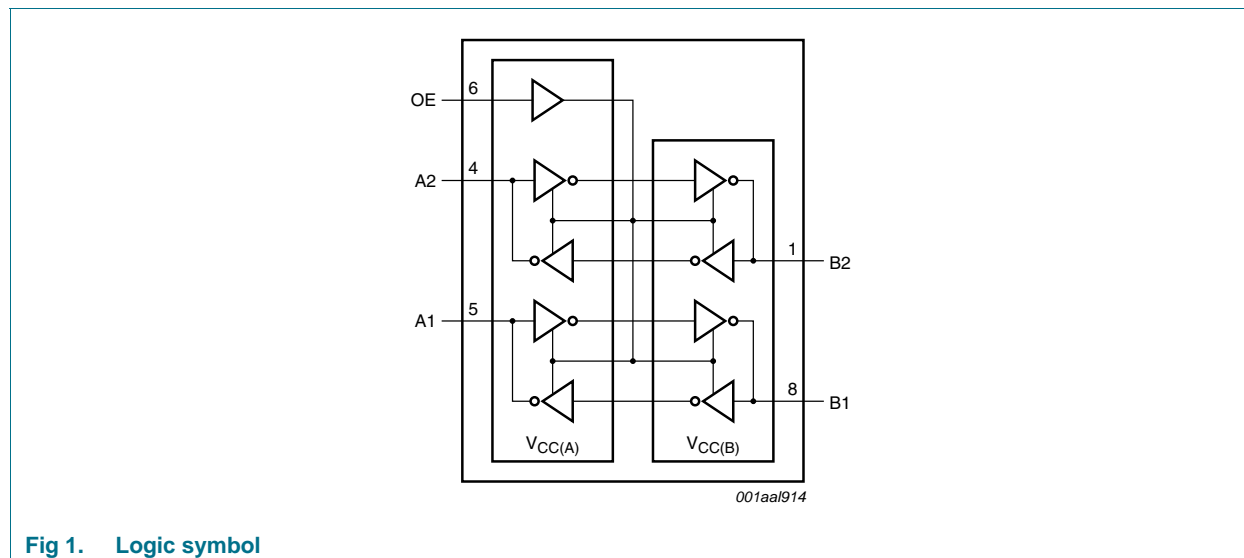 6
OE
4
A2
1
B2
5
A1
8
B1
VCC(A)
VCC(B)
001aal914
Fig 1. Logic symbol